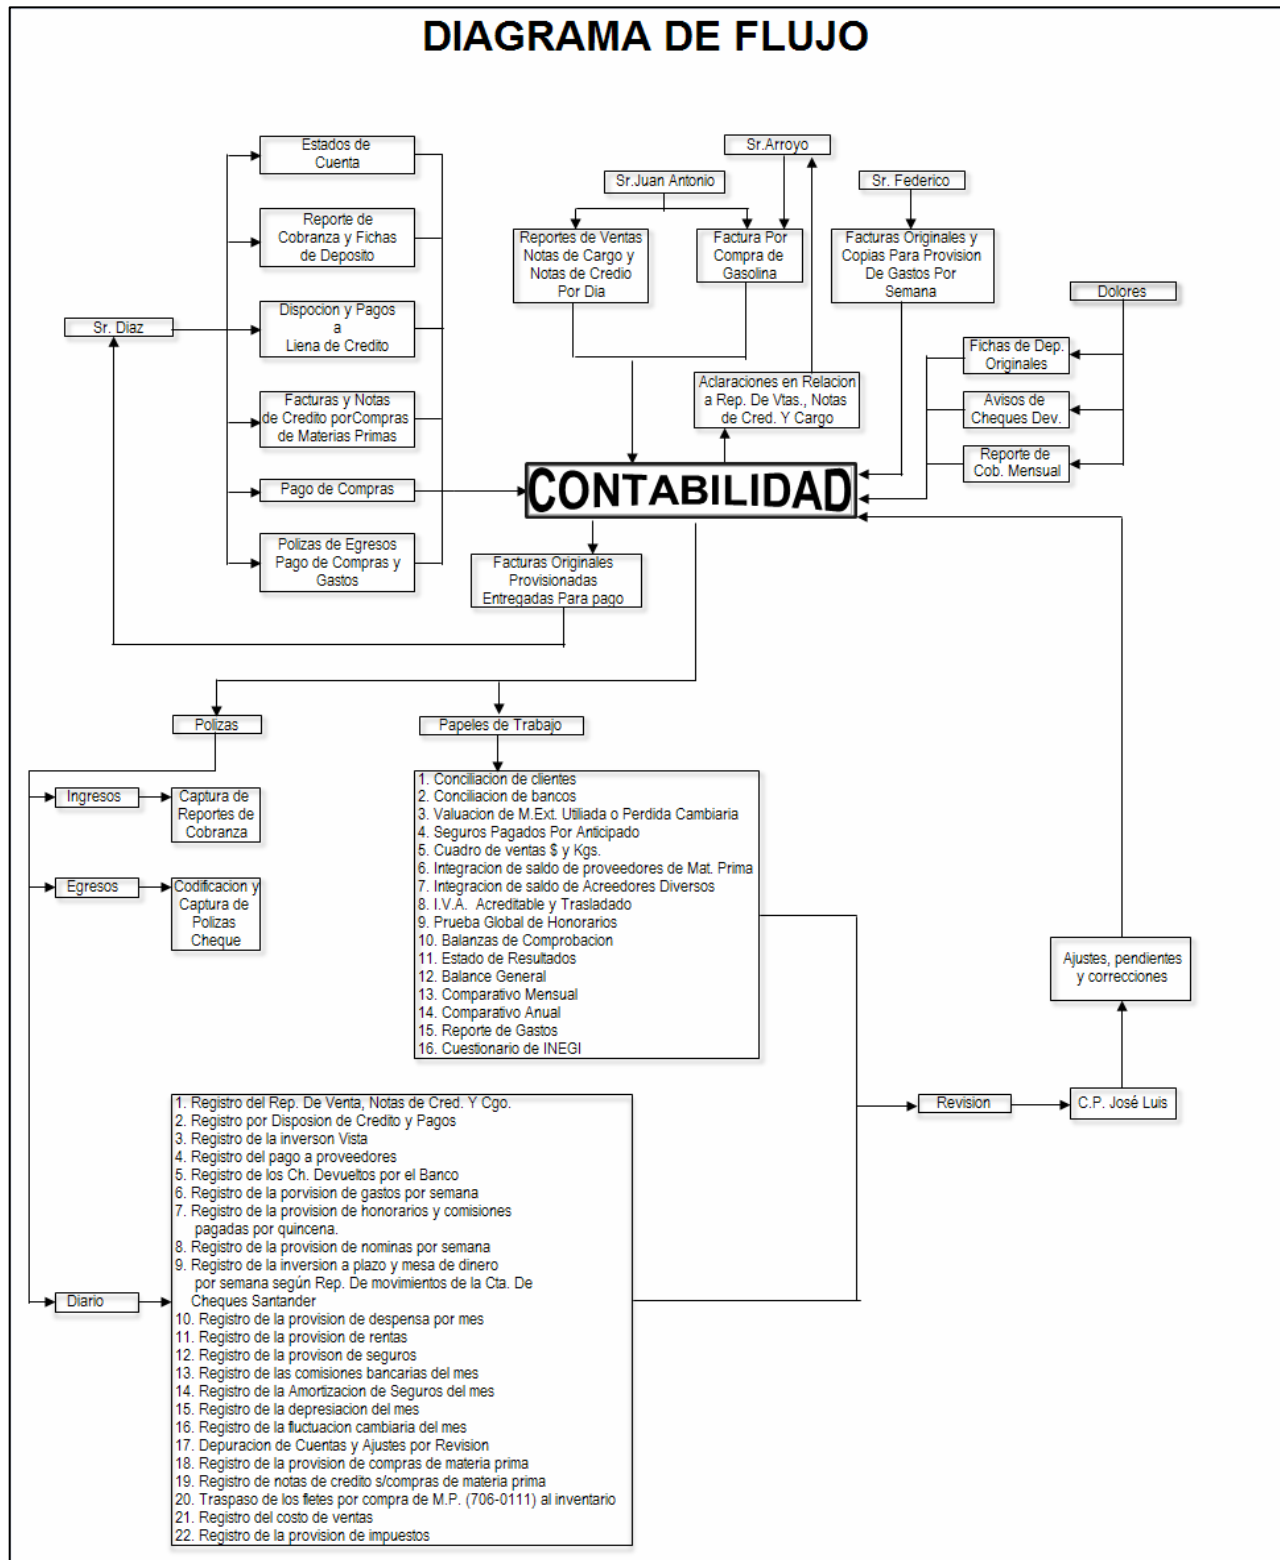 DIAGRAMA DE FLUJO
Estados de
Cuenta
Reporte de
Cobranza y Fichas
de Deposito
Sr. Diaz
Dispocion y Pagos
a
Liena de Credito
Facturas y Notas
de Credito porCompras
de Materias Primas
Pago de Compras
Polizas de Egresos
Pago de Compras y
Gastos
Sr.Juan Antonio
Sr.Arroyo
Sr. Federico
Reportes de Ventas
Notas de Cargo y
Notas de Credio
Por Dia
Factura Por
Compra de
Gasolina
Facturas Originales y
Copias Para Provision
De Gastos Por
Semana
Dolores
Fichas de Dep.
Originales
Avisos de
Cheques Dev.
Reporte de
Cob. Mensual
Aclaraciones en Relacion
a Rep. De Vtas., Notas
de Cred. Y Cargo
CONTABILIDAD
Facturas Originales
Provisionadas
Entregadas Para pago
Polizas
Papeles de Trabajo
Ingresos
Captura de
Reportes de
Cobranza
Egresos
Codificacion y
Captura de
Polizas
Cheque
1. Conciliacion de clientes
2. Conciliacion de bancos
3. Valuacion de M.Ext. Utiliada o Perdida Cambiaria
4. Seguros Pagados Por Anticipado
5. Cuadro de ventas $ y Kgs.
6. Integracion de saldo de proveedores de Mat. Prima
7. Integracion de saldo de Acreedores Diversos
8. I.V.A. Acreditable y Trasladado
9. Prueba Global de Honorarios
10. Balanzas de Comprobacion
11. Estado de Resultados
12. Balance General
13. Comparativo Mensual
14. Comparativo Anual
15. Reporte de Gastos
16. Cuestionario de INEGI
Ajustes, pendientes
y correcciones
Revision
C.P. José Luis
Diario
1. Registro del Rep. De Venta, Notas de Cred. Y Cgo.
2. Registro por Disposion de Credito y Pagos
3. Registro de la inverson Vista
4. Registro del pago a proveedores
5. Registro de los Ch. Devueltos por el Banco
6. Registro de la porvision de gastos por semana
7. Registro de la provision de honorarios y comisiones
pagadas por quincena.
8. Registro de la provision de nominas por semana
9. Registro de la inversion a plazo y mesa de dinero
por semana según Rep. De movimientos de la Cta. De
Cheques Santander
10. Registro de la provision de despensa por mes
11. Registro de la provision de rentas
12. Registro de la provison de seguros
13. Registro de las comisiones bancarias del mes
14. Registro de la Amortizacion de Seguros del mes
15. Registro de la depresiacion del mes
16. Registro de la fluctuacion cambiaria del mes
17. Depuracion de Cuentas y Ajustes por Revision
18. Registro de la provision de compras de materia prima
19. Registro de notas de credito s/compras de materia prima
20. Traspaso de los fletes por compra de M.P. (706-0111) al inventario
21. Registro del costo de ventas
22. Registro de la provision de impuestos